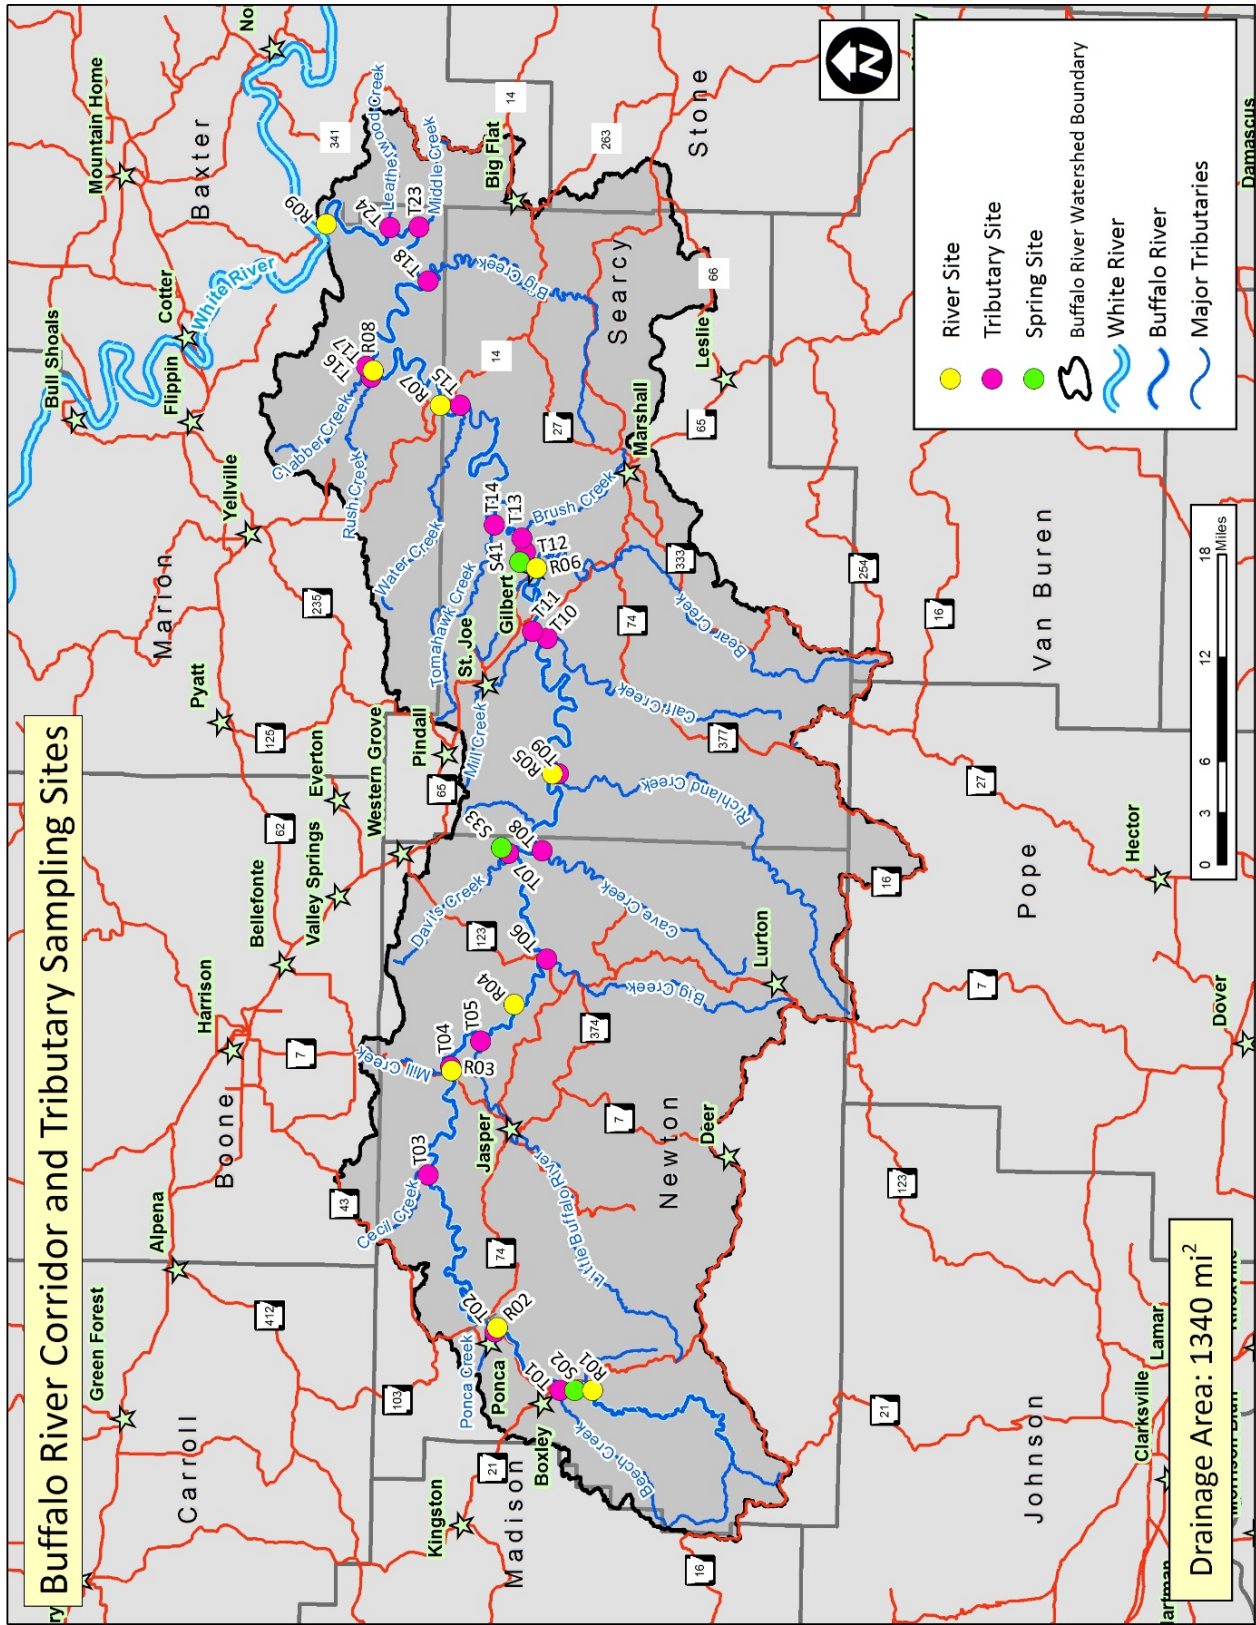 Buffalo River Corridor and Tributary Sampling Sites
Green Forest
Alpena
Harrison
Bellefonte
Valley Springs
Everton
Western Grove
Pyatt
Pindall
Yellville
Bull Shoals
Flippin
Cotter
Mountain Home
Carroll
Boone
Marion
Baxter
White River
412
103
43
7
62
125
235
123
65
341
14
263
Kingston
Madison
21
Boxley
Ponca
Ponca Creek
Beech Creek
T01
S02
R01
T02
R02
74
Cecil Creek
T03
Mill Creek
T04
R03
T05
R04
Jasper
Little Buffalo River
Newton
Deer
7
374
T06
Big Creek
Lurton
Davis Creek
T07
S33
T08
Cave Creek
R05
T09
Richland Creek
Mill Creek
St. Joe
Calf Creek
377
T10
T11
Gilbert
Tomahawk Creek
Water Creek
Rush Creek
Clabber Creek
S41
R06
T12
T13
T14
Brush Creek
Bear Creek
74
333
Marshall
27
65
14
R07
T15
T16
T17
R08
T18
Big Creek
Searcy
Leslie
66
T23
T24
R09
Leatherwood Creek
Middle Creek
Big Flat
Stone
16
21
123
16
7
27
16
254
Johnson
Pope
Van Buren
Clarksville
Lamar
Dover
Hector
Damascus
N
River Site
Tributary Site
Spring Site
Buffalo River Watershed Boundary
White River
Buffalo River
Major Tributaries
0 3 6 12 18
Miles
Drainage Area: 1340 mi²